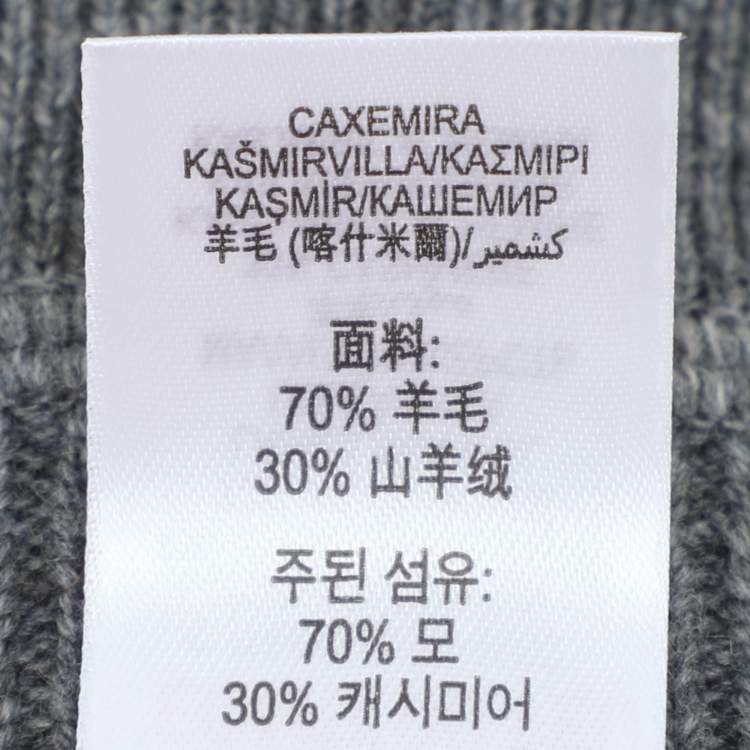 CAXEMIRA
KAŠMIRVILLA/ΚΑΣΜΙΡΙ
KAŞMİR/КАШЕМИР
羊毛 (喀什米爾)/كشمير
面料:
70% 羊毛
30% 山羊绒
주된 섬유:
70% 모
30% 캐시미어